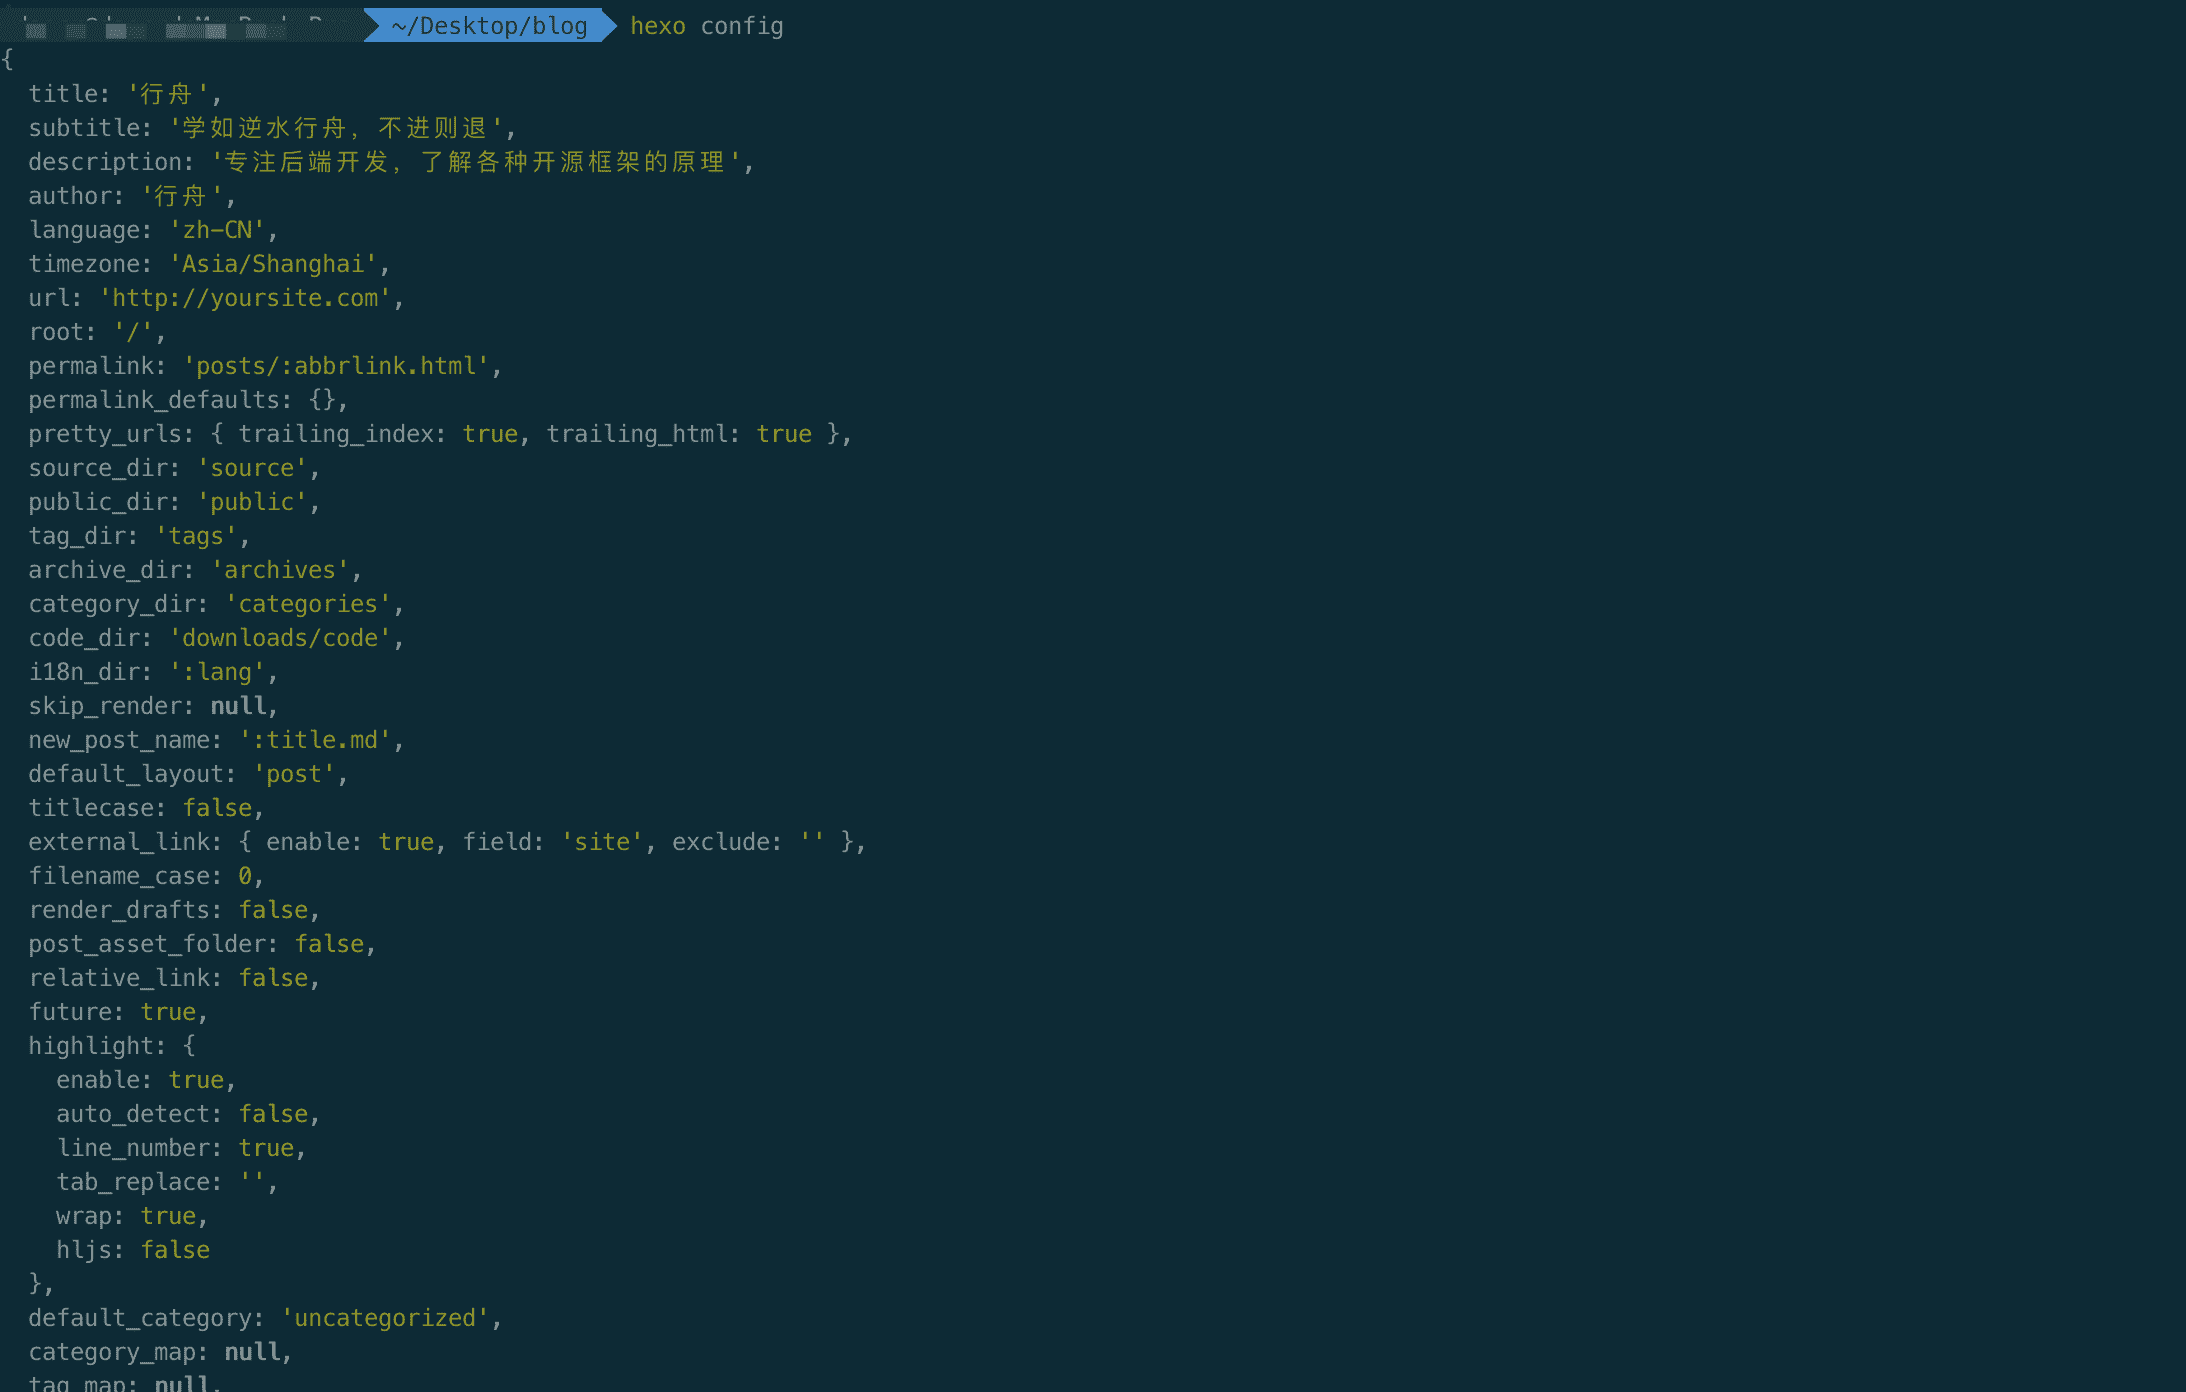 ~/Desktop/blog hexo config
{
  title: '行舟',
  subtitle: '学如逆水行舟，不进则退',
  description: '专注后端开发，了解各种开源框架的原理',
  author: '行舟',
  language: 'zh-CN',
  timezone: 'Asia/Shanghai',
  url: 'http://yoursite.com',
  root: '/',
  permalink: 'posts/:abbrlink.html',
  permalink_defaults: {},
  pretty_urls: { trailing_index: true, trailing_html: true },
  source_dir: 'source',
  public_dir: 'public',
  tag_dir: 'tags',
  archive_dir: 'archives',
  category_dir: 'categories',
  code_dir: 'downloads/code',
  i18n_dir: ':lang',
  skip_render: null,
  new_post_name: ':title.md',
  default_layout: 'post',
  titlecase: false,
  external_link: { enable: true, field: 'site', exclude: '' },
  filename_case: 0,
  render_drafts: false,
  post_asset_folder: false,
  relative_link: false,
  future: true,
  highlight: {
    enable: true,
    auto_detect: false,
    line_number: true,
    tab_replace: '',
    wrap: true,
    hljs: false
  },
  default_category: 'uncategorized',
  category_map: null,
  tag_map: null,